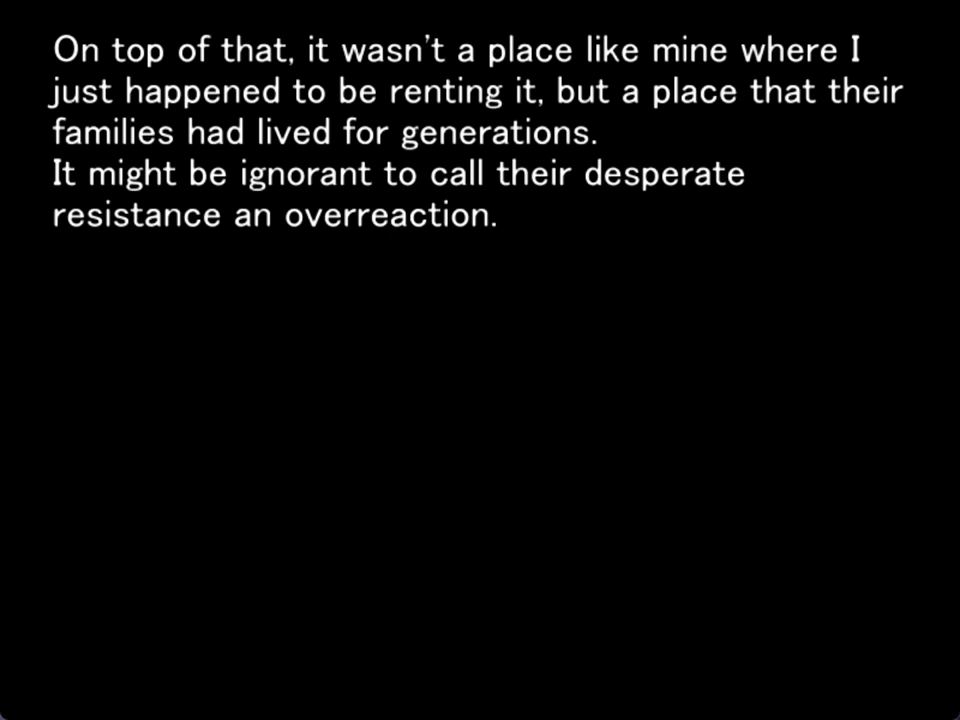 On top of that, it wasn't a place like mine where I
just happened to be renting it, but a place that their
families had lived for generations.
It might be ignorant to call their desperate
resistance an overreaction.